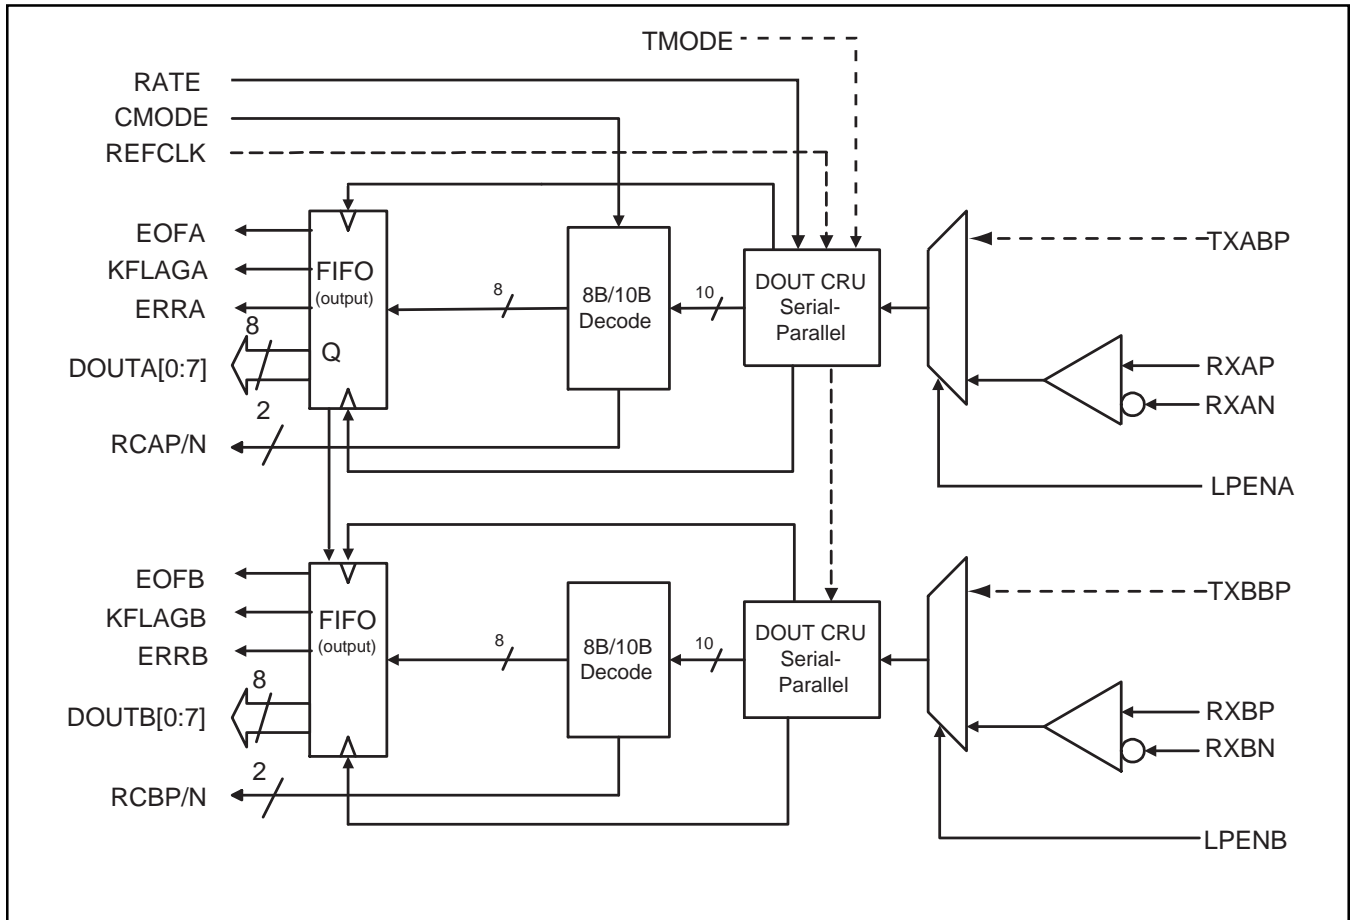 TMODE
RATE
CMODE
REFCLK
EOFA
KFLAGA
ERRA
8
DOUTA[0:7]
2
RCAP/N
FIFO
(output)
Q
8
8B/10B
Decode
10
DOUT CRU
Serial-
Parallel
TXABP
RXAP
RXAN
LPENA
EOFB
KFLAGB
ERRB
8
DOUTB[0:7]
2
RCBP/N
FIFO
(output)
8
8B/10B
Decode
10
DOUT CRU
Serial-
Parallel
TXBBP
RXBP
RXBN
LPENB